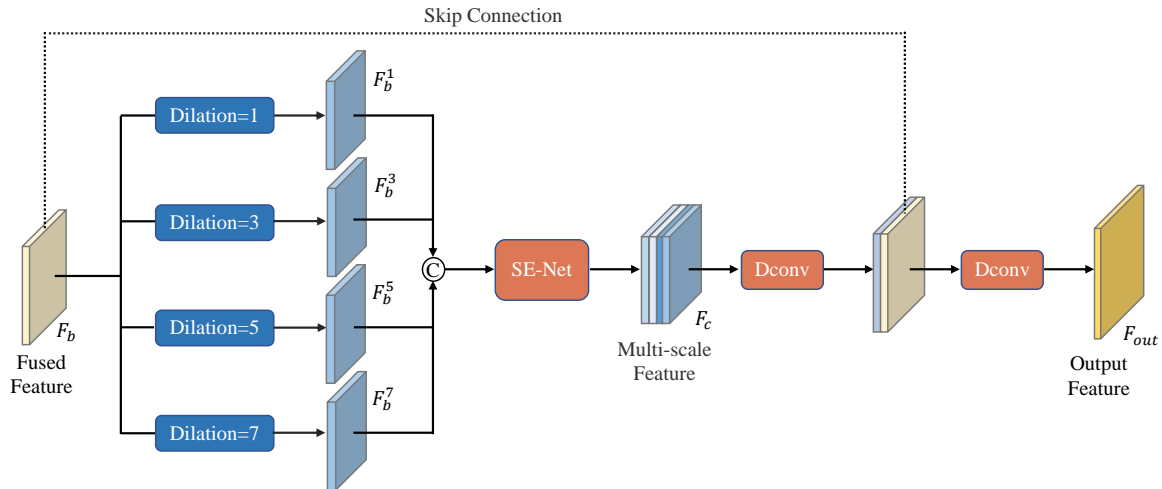 Skip Connection
F_b^1
Dilation=1
F_b^3
Dilation=3
C
SE-Net
Dconv
Dconv
F_b^5
Dilation=5
F_b
F_c
F_out
Fused
Feature
Multi-scale
Feature
Output
Feature
F_b^7
Dilation=7